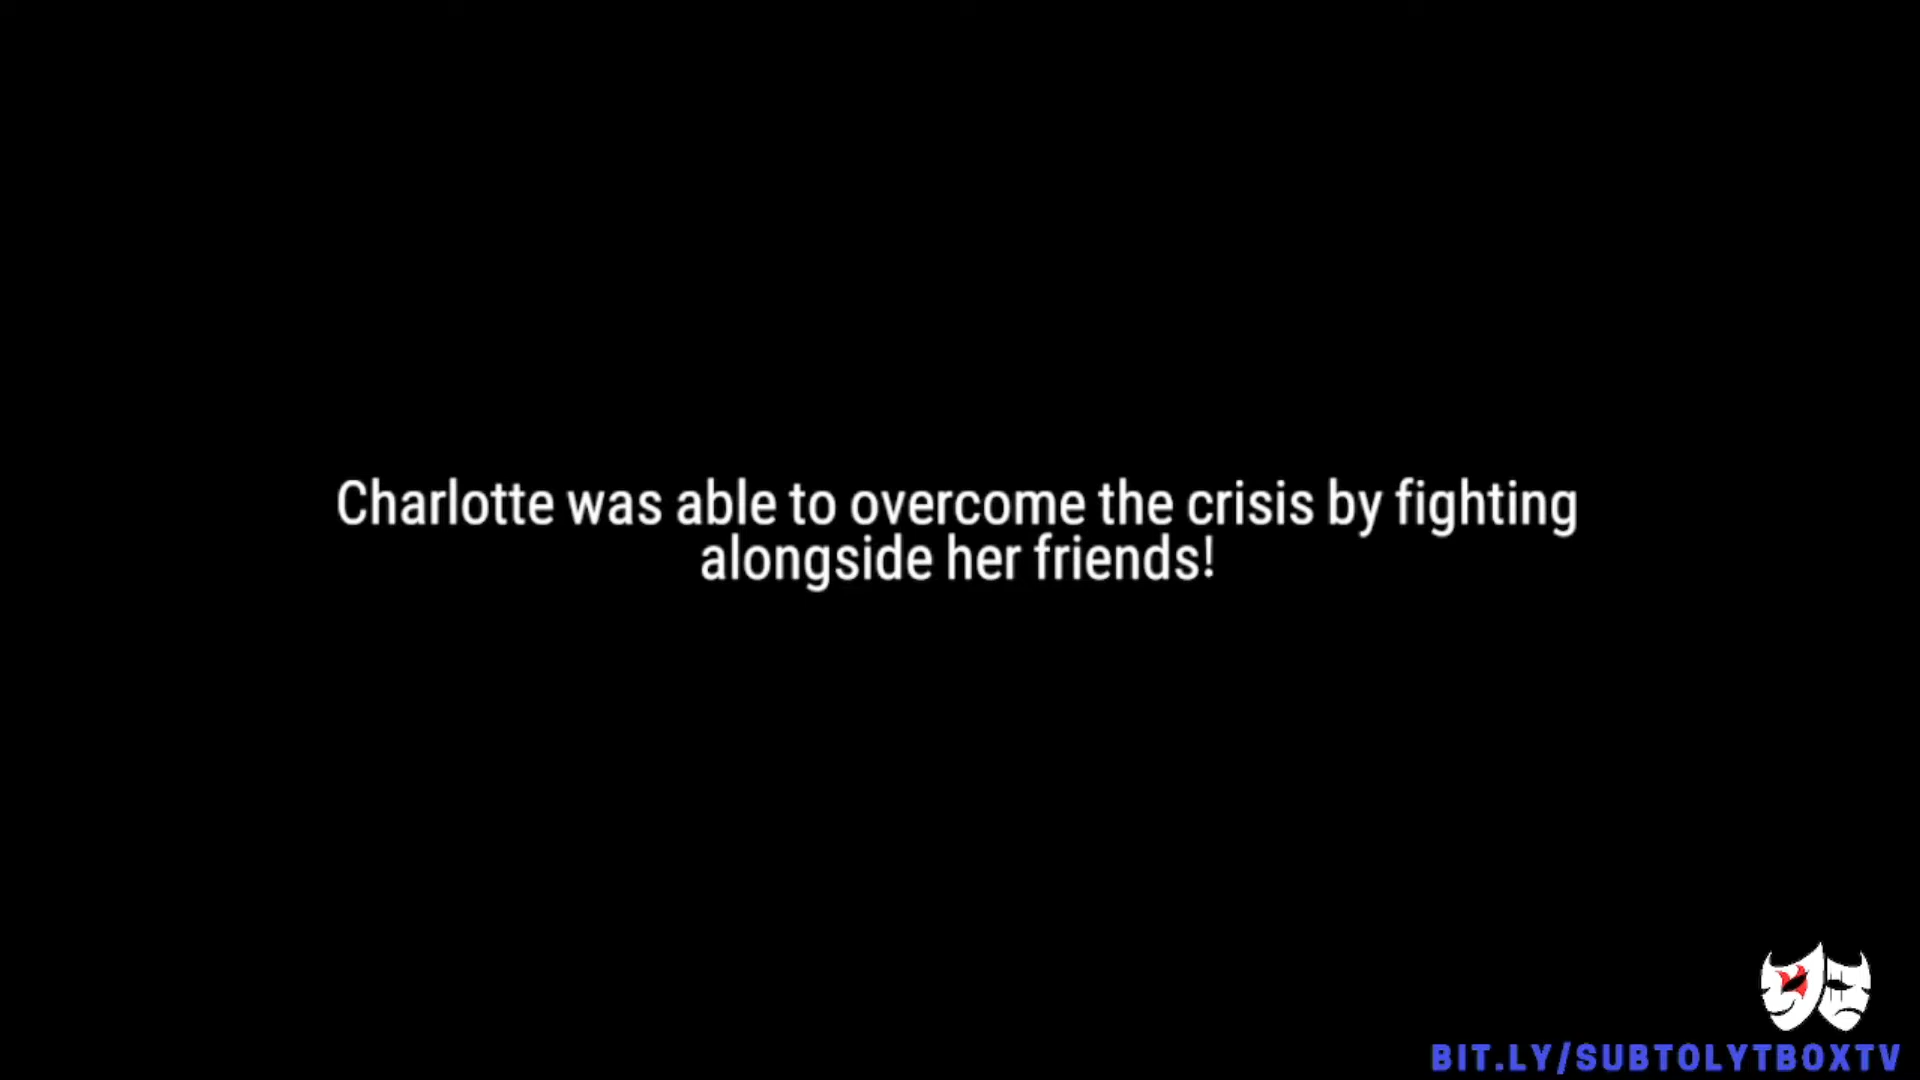 Charlotte was able to overcome the crisis by fighting
alongside her friends!
BIT.LY/SUBTOLYTBOXTV